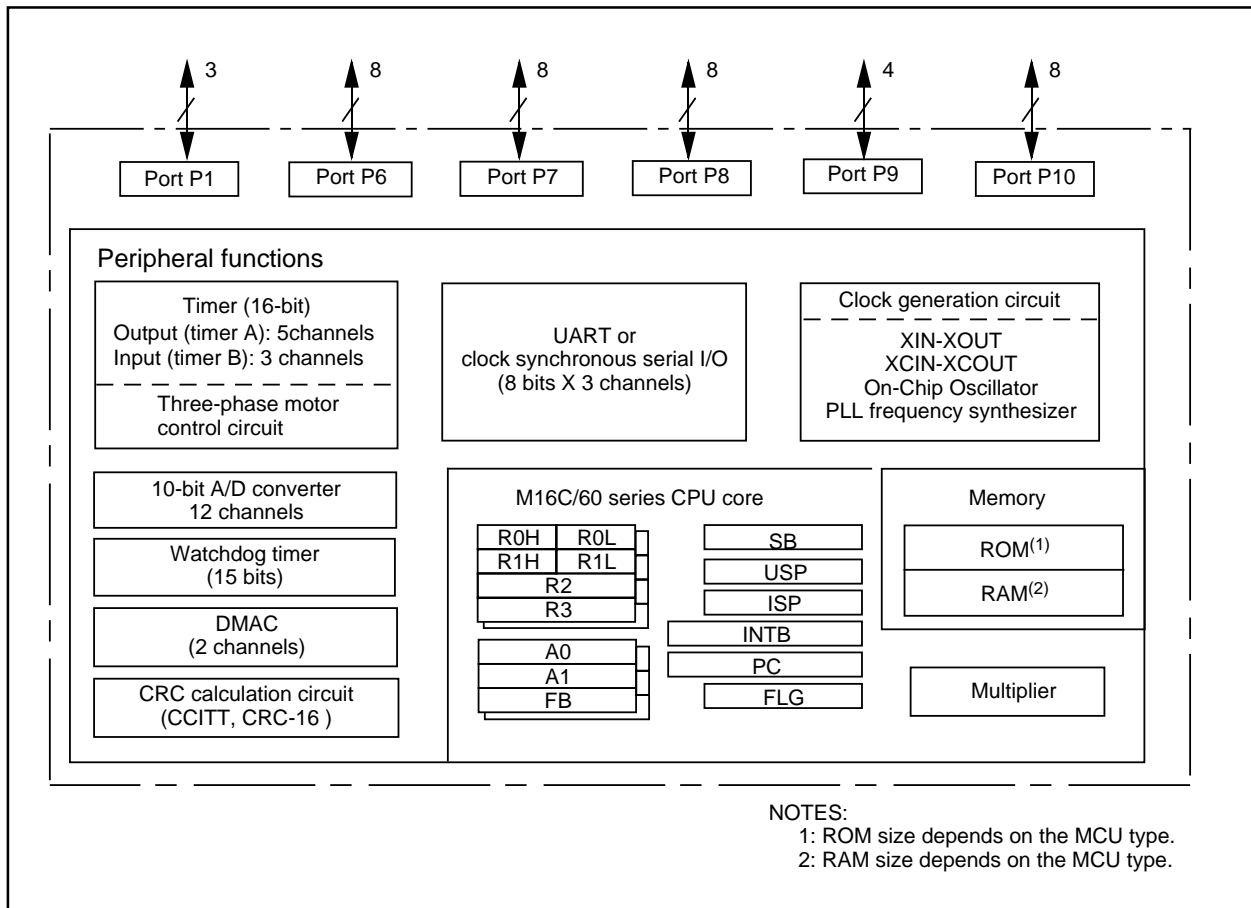 3
8
8
8
4
8
Port P1
Port P6
Port P7
Port P8
Port P9
Port P10
Peripheral functions
Timer (16-bit)
Output (timer A): 5channels
Input (timer B): 3 channels
Three-phase motor
control circuit
UART or
clock synchronous serial I/O
(8 bits X 3 channels)
Clock generation circuit
XIN-XOUT
XCIN-XCOUT
On-Chip Oscillator
PLL frequency synthesizer
10-bit A/D converter
12 channels
Watchdog timer
(15 bits)
DMAC
(2 channels)
CRC calculation circuit
(CCITT, CRC-16 )
M16C/60 series CPU core
R0H
R0L
R1H
R1L
R2
R3
A0
A1
FB
SB
USP
ISP
INTB
PC
FLG
Memory
ROM(1)
RAM(2)
Multiplier
NOTES:
1: ROM size depends on the MCU type.
2: RAM size depends on the MCU type.